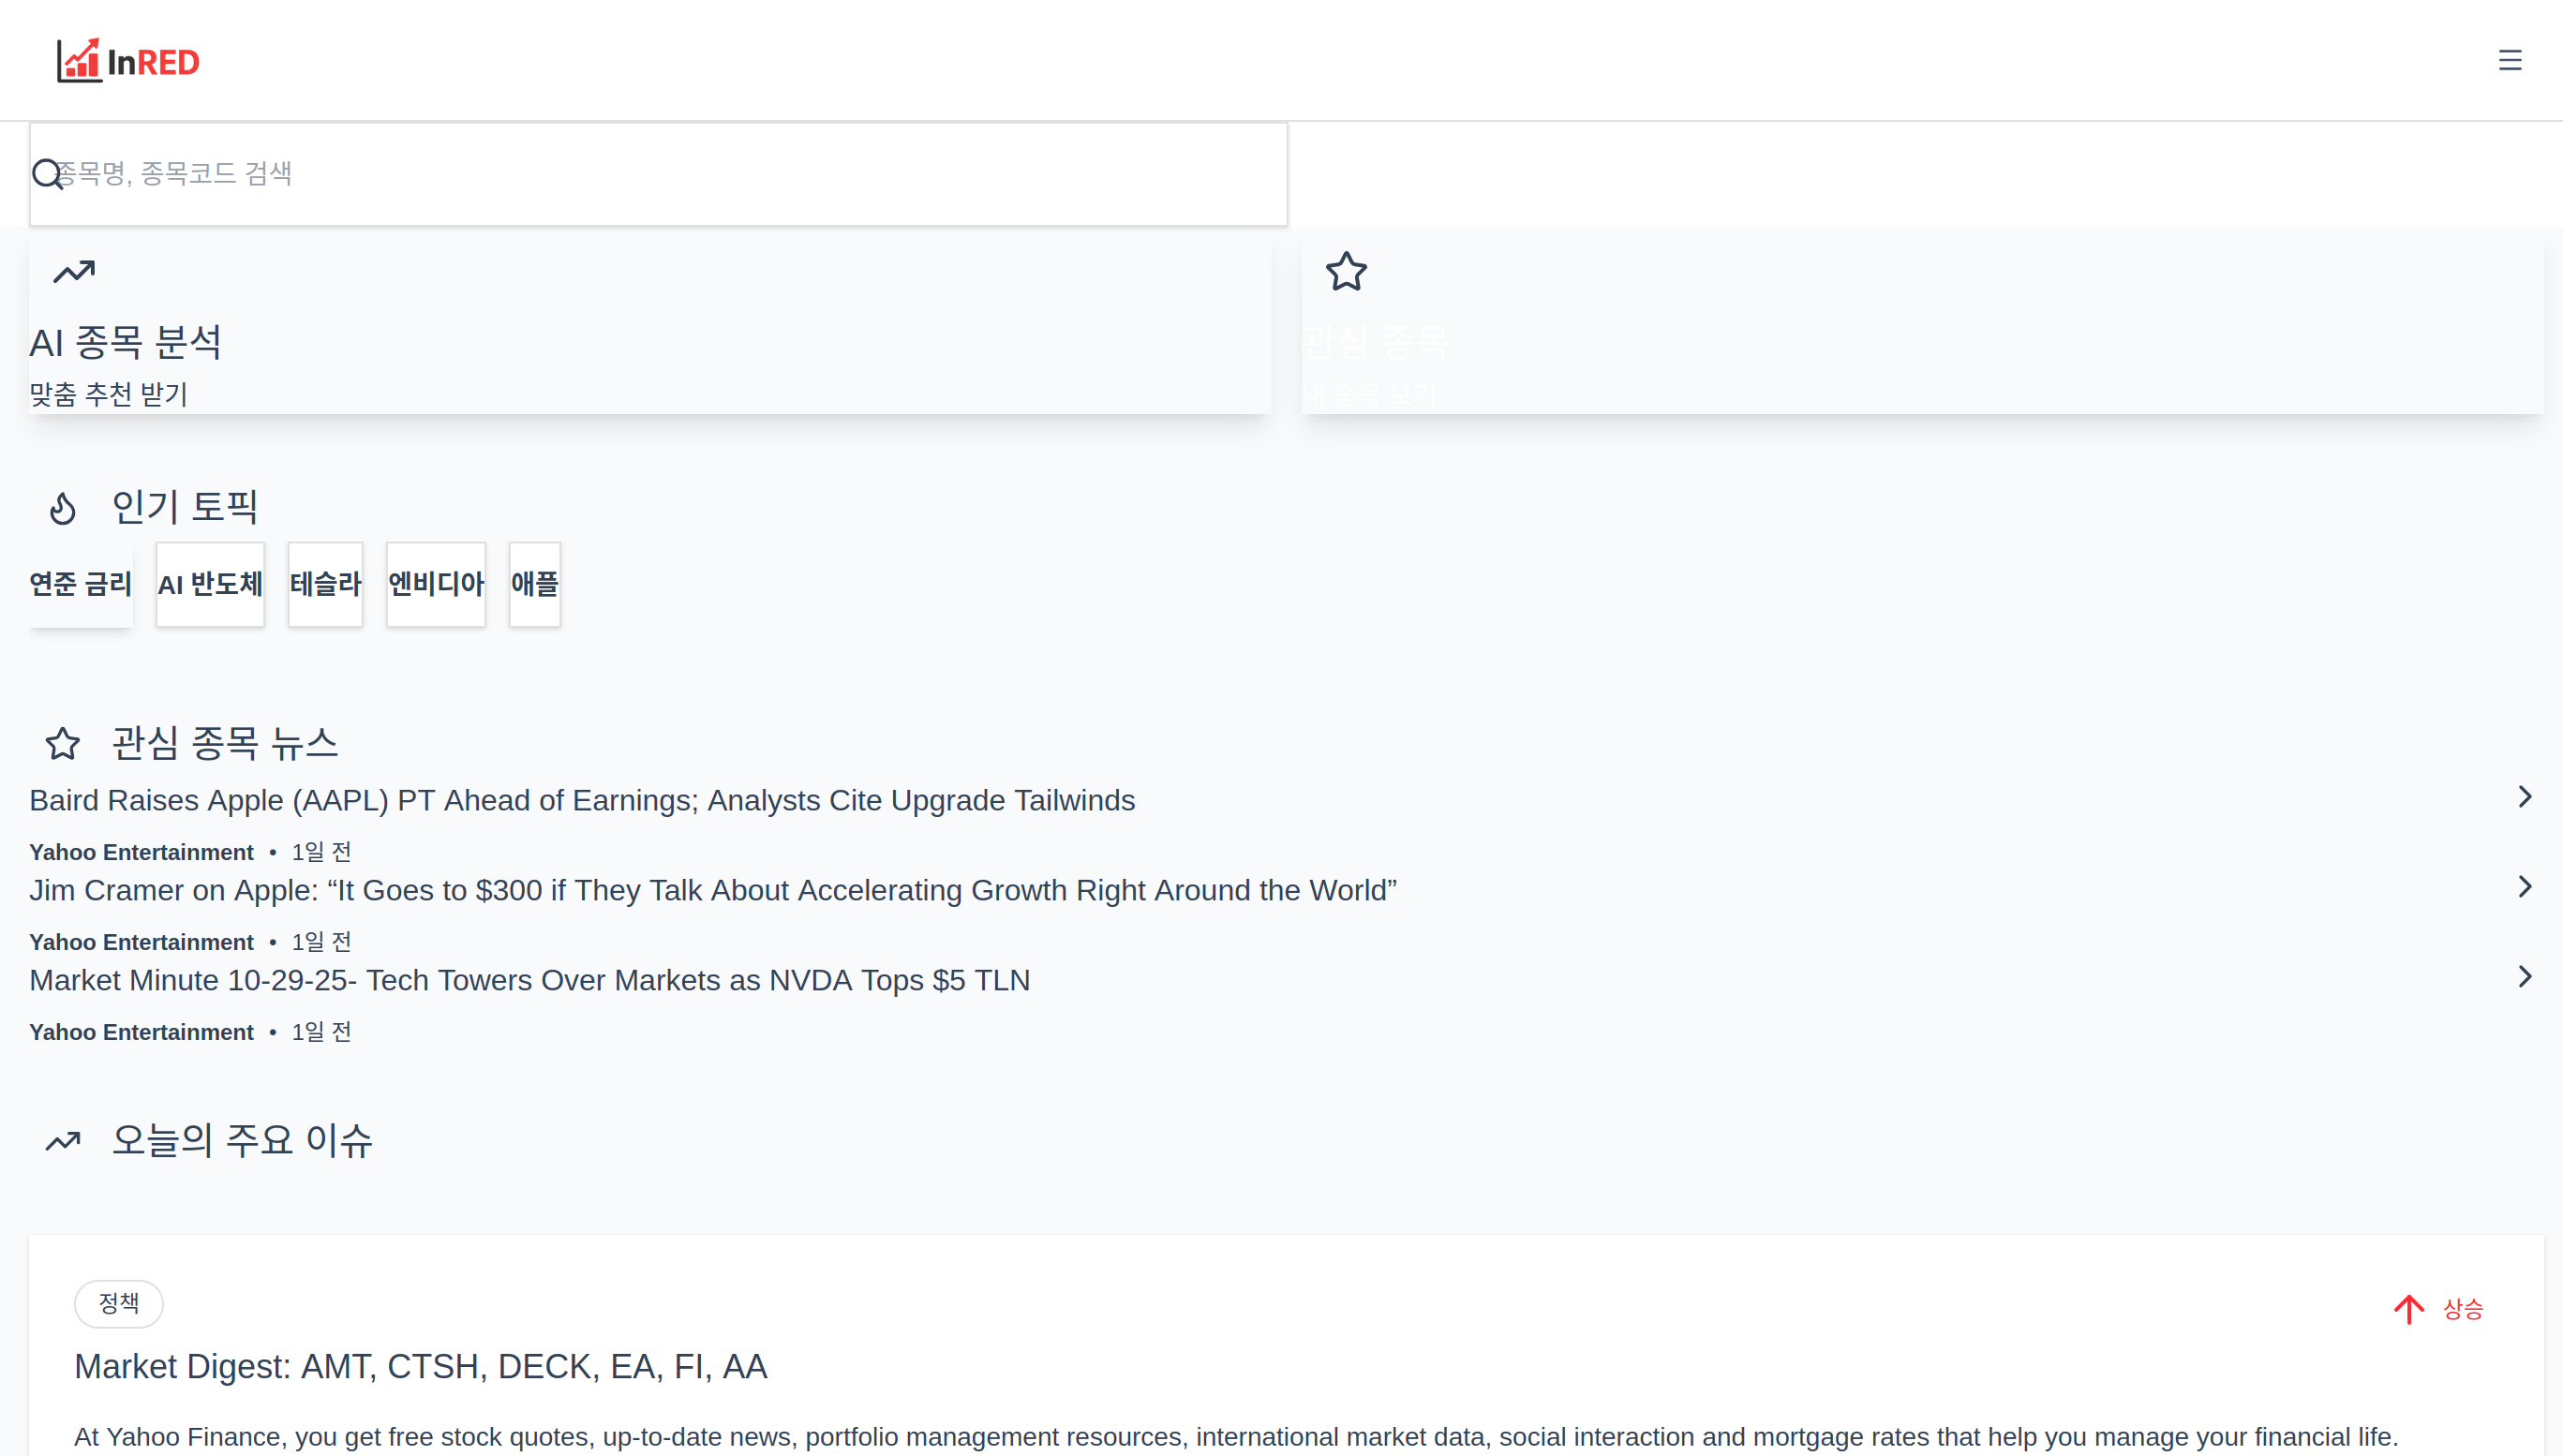 InRED
종목명, 종목코드 검색
AI 종목 분석
맞춤 추천 받기
관심 종목
내 종목 보기
인기 토픽
연준 금리
AI 반도체
테슬라
엔비디아
애플
관심 종목 뉴스
Baird Raises Apple (AAPL) PT Ahead of Earnings; Analysts Cite Upgrade Tailwinds
Yahoo Entertainment • 1일 전
Jim Cramer on Apple: “It Goes to $300 if They Talk About Accelerating Growth Right Around the World”
Yahoo Entertainment • 1일 전
Market Minute 10-29-25- Tech Towers Over Markets as NVDA Tops $5 TLN
Yahoo Entertainment • 1일 전
오늘의 주요 이슈
정책
상승
Market Digest: AMT, CTSH, DECK, EA, FI, AA
At Yahoo Finance, you get free stock quotes, up-to-date news, portfolio management resources, international market data, social interaction and mortgage rates that help you manage your financial life.